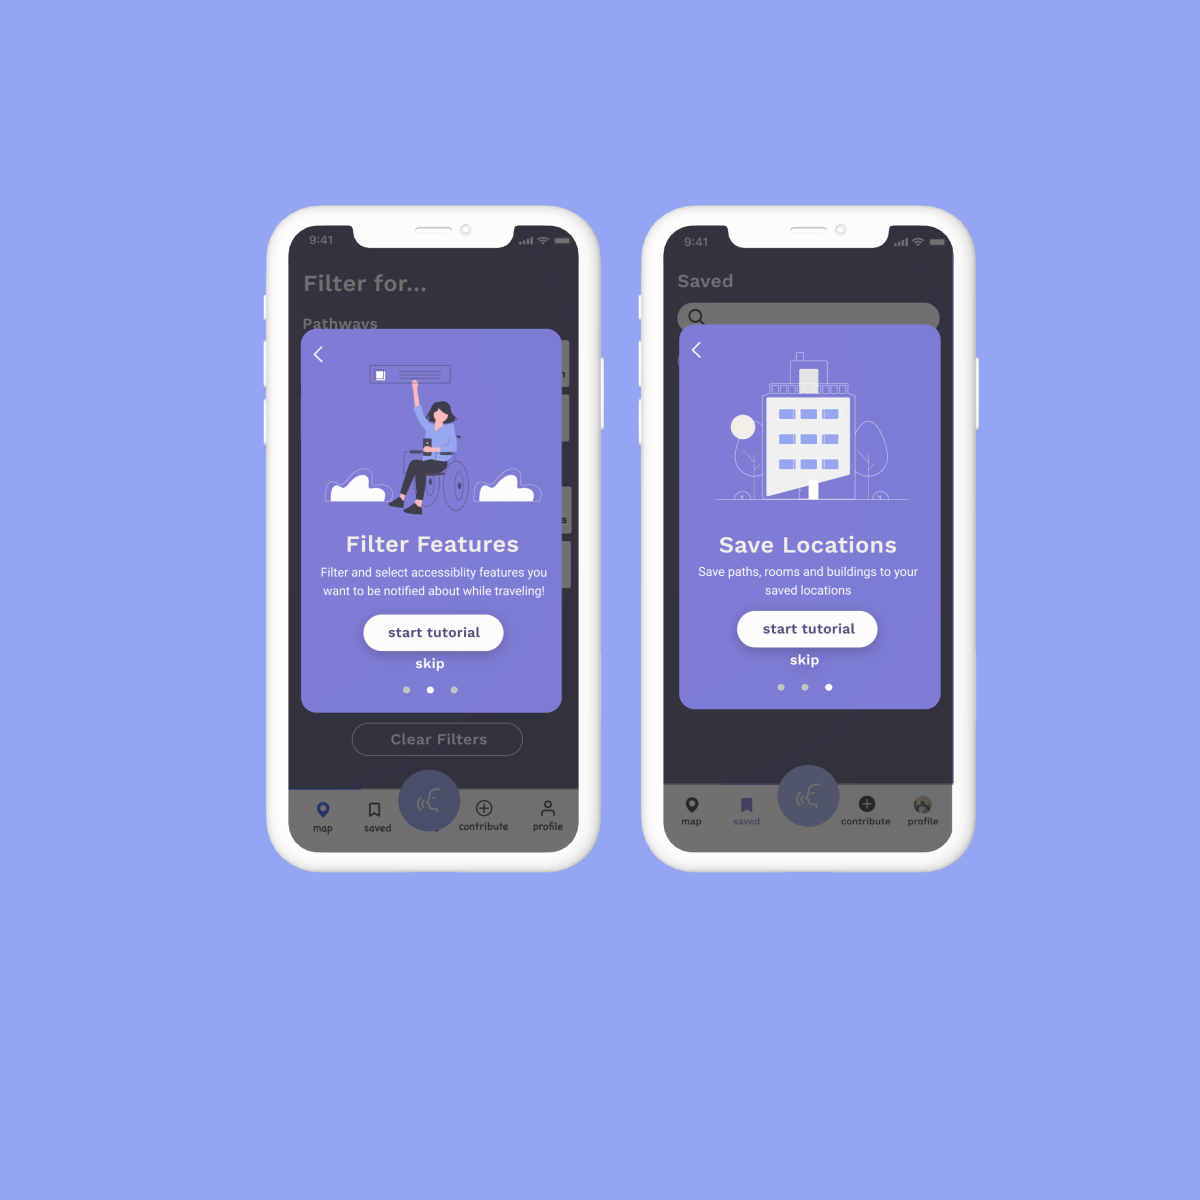 9:41
Filter for...
Pathways
Filter Features
Filter and select accessiblity features you
want to be notified about while traveling!
start tutorial
skip
Clear Filters
map
saved
contribute
profile
9:41
Saved
Save Locations
Save paths, rooms and buildings to your
saved locations
start tutorial
skip
map
saved
contribute
profile